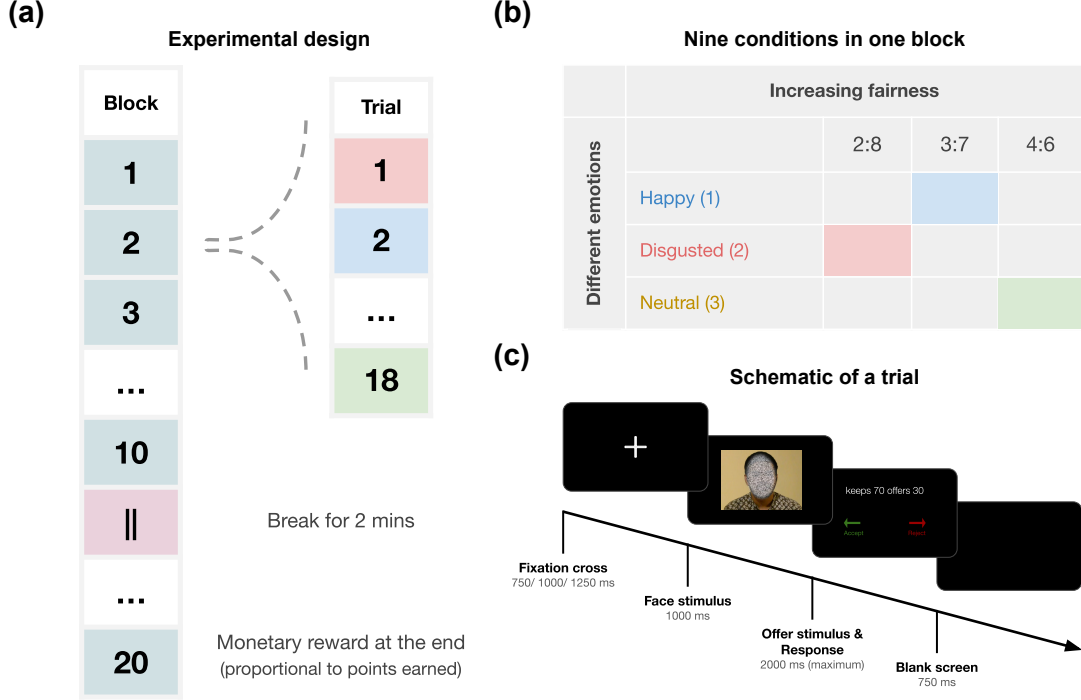 (a)
Experimental design
Block
1
2
3
...
10
||
...
20
Trial
1
2
...
18
Break for 2 mins
Monetary reward at the end
(proportional to points earned)
(b)
Nine conditions in one block
Increasing fairness
Different emotions
2:8 3:7 4:6
Happy (1)
Disgusted (2)
Neutral (3)
(c)
Schematic of a trial
keeps 70 offers 30
Accept Reject
Fixation cross
750/ 1000/ 1250 ms
Face stimulus
1000 ms
Offer stimulus &
Response
2000 ms (maximum)
Blank screen
750 ms